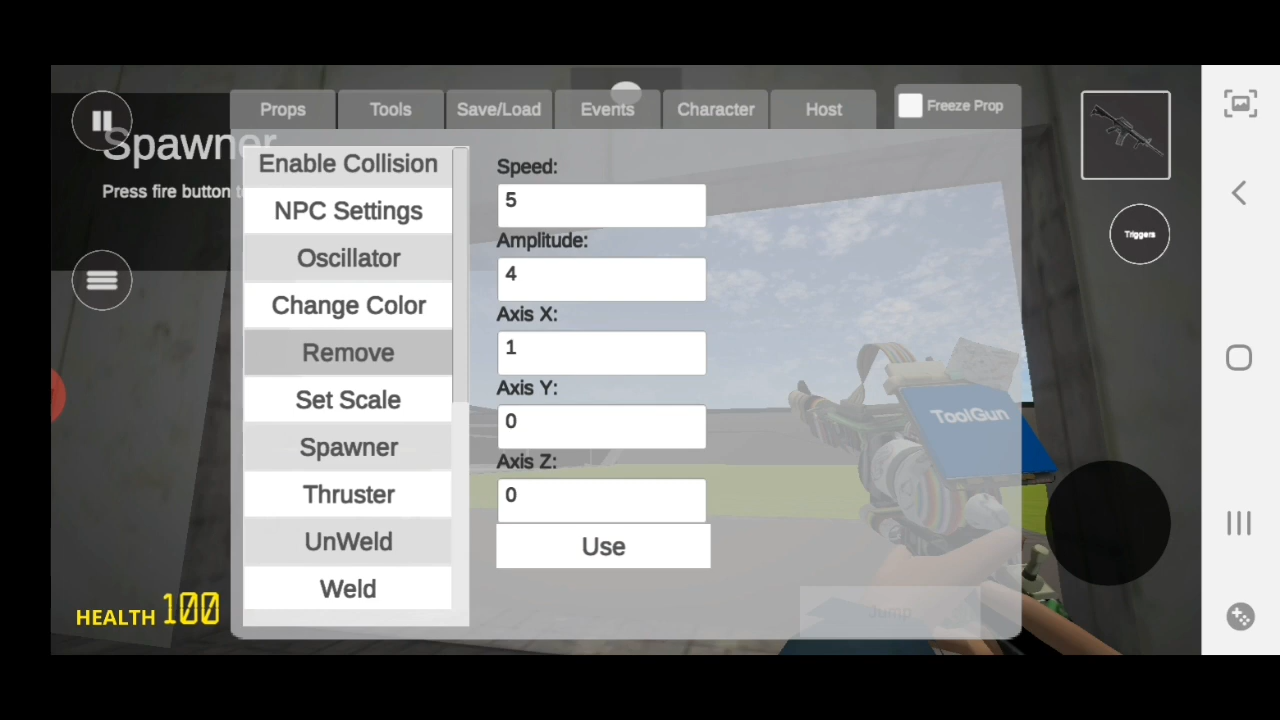 Props
Tools
Save/Load
Events
Character
Host
Freeze Prop
Spawner
Press fire button t
Enable Collision
NPC Settings
Oscillator
Change Color
Remove
Set Scale
Spawner
Thruster
UnWeld
Weld
Speed:
5
Amplitude:
4
Axis X:
1
Axis Y:
0
Axis Z:
0
Use
Triggers
ToolGun
Jump
HEALTH 100